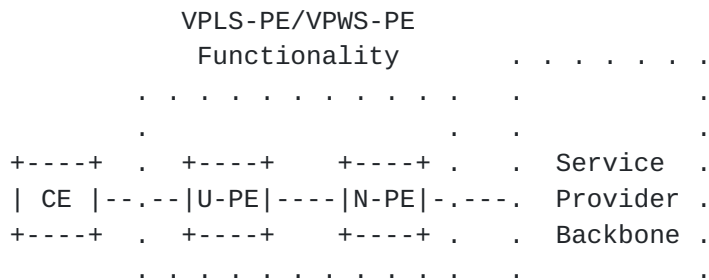 VPLS-PE/VPWS-PE
            Functionality       . . . . . . .
        . . . . . . . . . . .   .           .
        .                   .   .           .
+----+  .  +----+    +----+ .   .  Service  .
| CE |--.--|U-PE|----|N-PE|-.---.  Provider .
+----+  .  +----+    +----+ .   .  Backbone .
        . . . . . . . . . . .   .           .